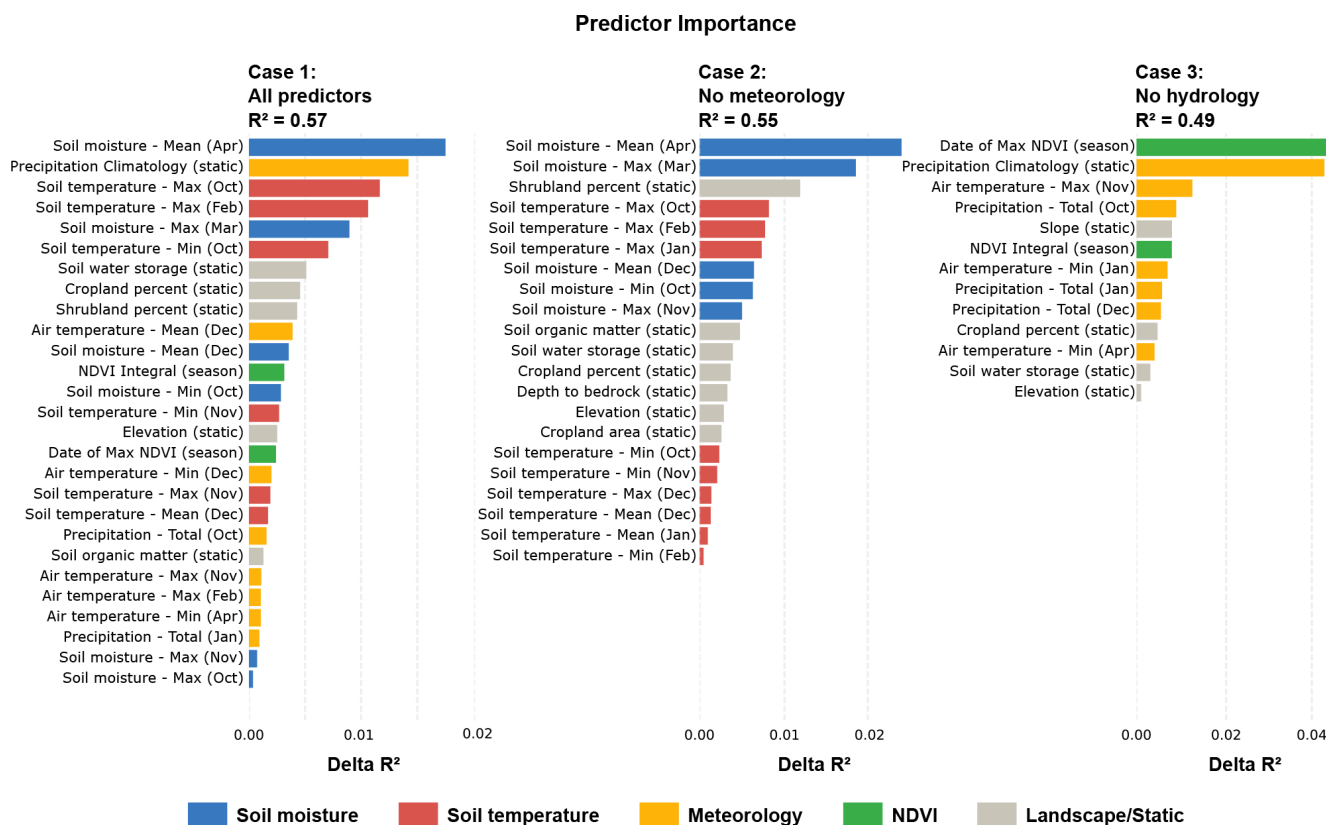 Predictor Importance
Case 1:
All predictors
R² = 0.57
Soil moisture - Mean (Apr)
Precipitation Climatology (static)
Soil temperature - Max (Oct)
Soil temperature - Max (Feb)
Soil moisture - Max (Mar)
Soil temperature - Min (Oct)
Soil water storage (static)
Cropland percent (static)
Shrubland percent (static)
Air temperature - Mean (Dec)
Soil moisture - Mean (Dec)
NDVI Integral (season)
Soil moisture - Min (Oct)
Soil temperature - Min (Nov)
Elevation (static)
Date of Max NDVI (season)
Air temperature - Min (Dec)
Soil temperature - Max (Nov)
Soil temperature - Mean (Dec)
Precipitation - Total (Oct)
Soil organic matter (static)
Air temperature - Max (Nov)
Air temperature - Max (Feb)
Air temperature - Min (Apr)
Precipitation - Total (Jan)
Soil moisture - Max (Nov)
Soil moisture - Max (Oct)
0.00 0.01 0.02
Delta R²
Case 2:
No meteorology
R² = 0.55
Soil moisture - Mean (Apr)
Soil moisture - Max (Mar)
Shrubland percent (static)
Soil temperature - Max (Oct)
Soil temperature - Max (Feb)
Soil temperature - Max (Jan)
Soil moisture - Mean (Dec)
Soil moisture - Min (Oct)
Soil moisture - Max (Nov)
Soil organic matter (static)
Soil water storage (static)
Cropland percent (static)
Depth to bedrock (static)
Elevation (static)
Cropland area (static)
Soil temperature - Min (Oct)
Soil temperature - Min (Nov)
Soil temperature - Max (Dec)
Soil temperature - Mean (Dec)
Soil temperature - Mean (Jan)
Soil temperature - Min (Feb)
0.00 0.01 0.02
Delta R²
Case 3:
No hydrology
R² = 0.49
Date of Max NDVI (season)
Precipitation Climatology (static)
Air temperature - Max (Nov)
Precipitation - Total (Oct)
Slope (static)
NDVI Integral (season)
Air temperature - Min (Jan)
Precipitation - Total (Jan)
Precipitation - Total (Dec)
Cropland percent (static)
Air temperature - Min (Apr)
Soil water storage (static)
Elevation (static)
0.00 0.02 0.04
Delta R²
Soil moisture Soil temperature Meteorology NDVI Landscape/Static